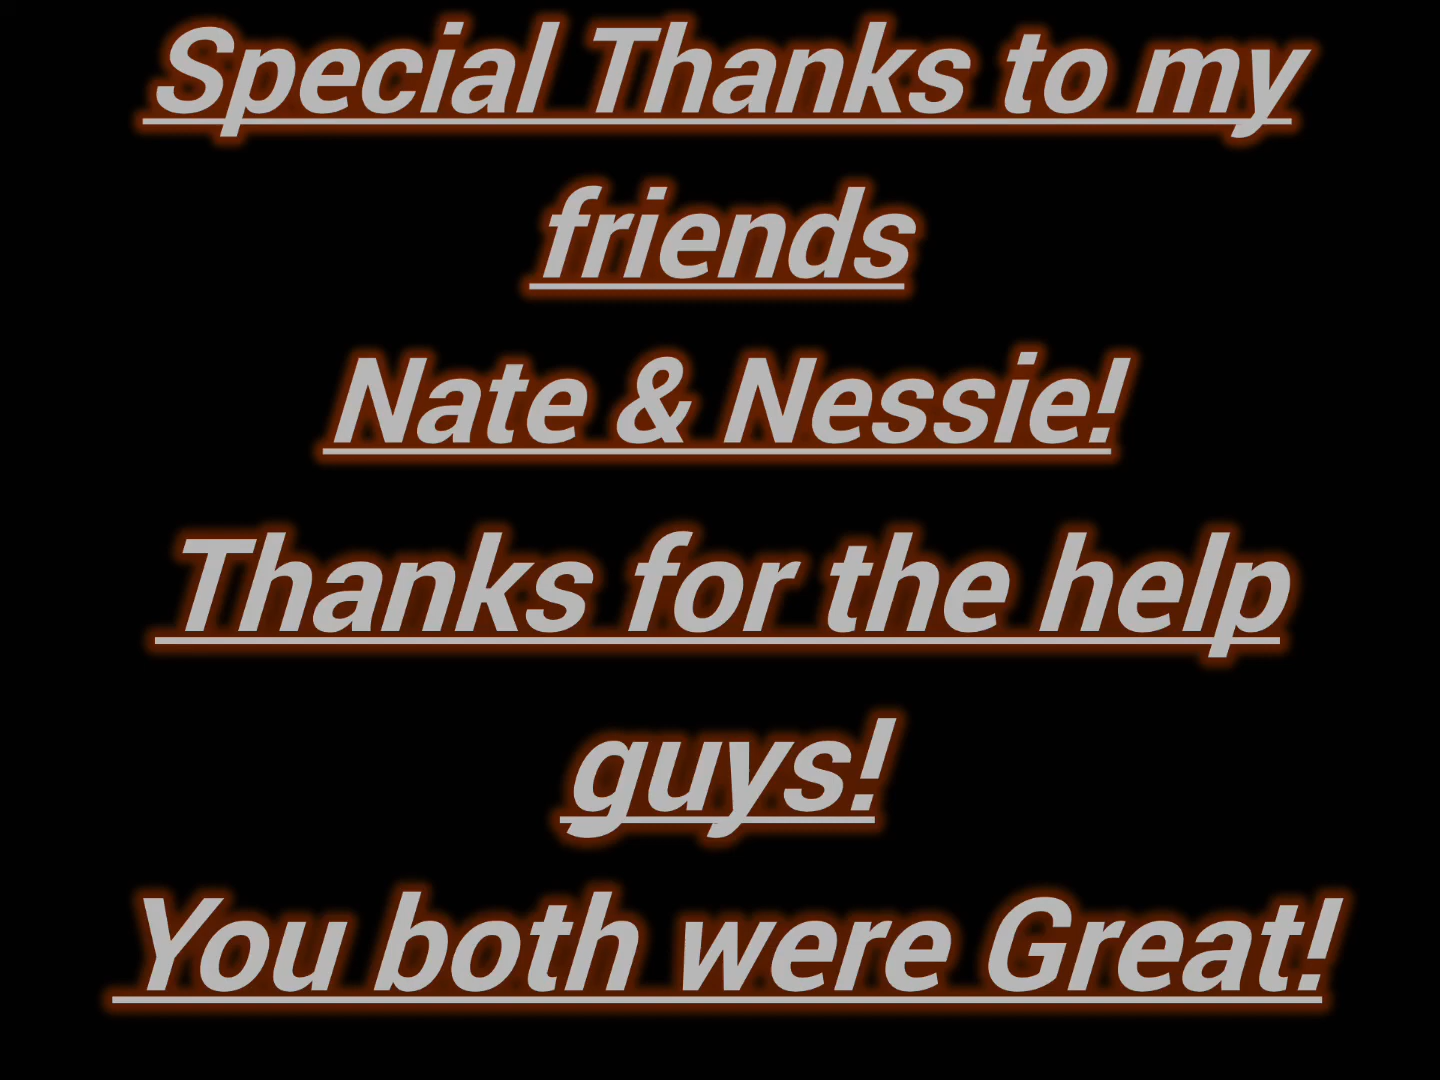 Special Thanks to my
friends
Nate & Nessie!
Thanks for the help
guys!
You both were Great!